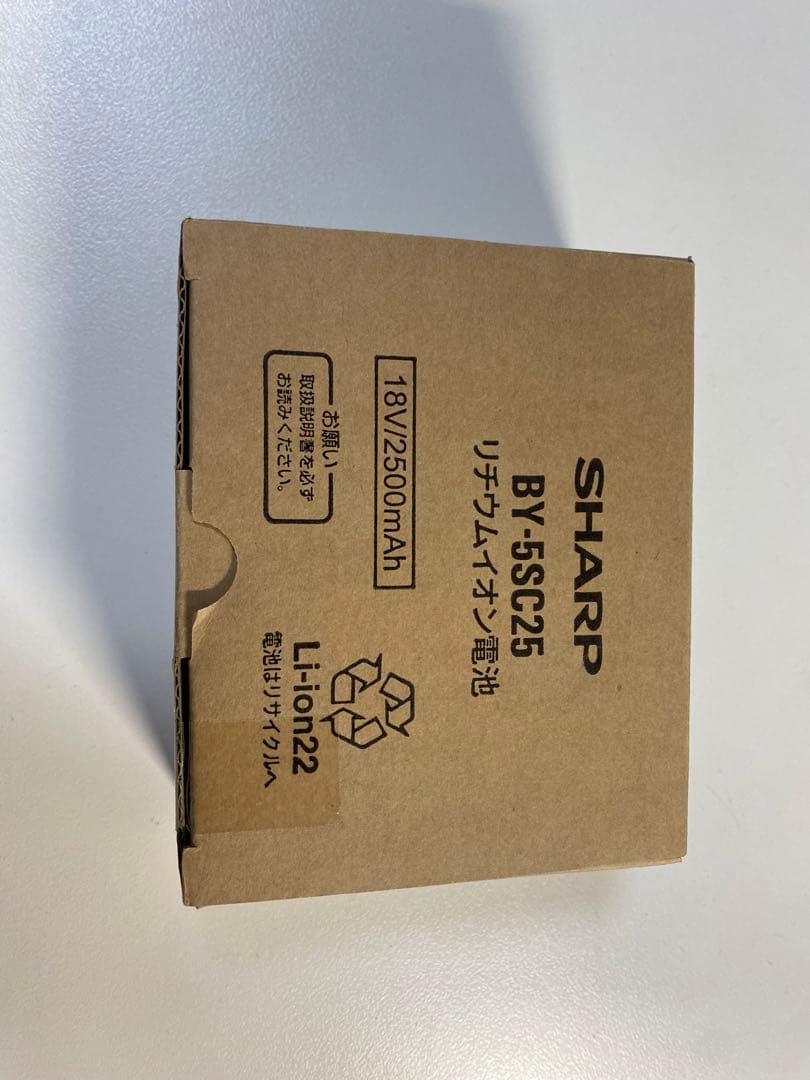 SHARP
BY-5SC25
リチウムイオン電池
18V/2500mAh
お願い
取扱説明書を必ず
お読みください。
Li-ion22
電池はリサイクルへ